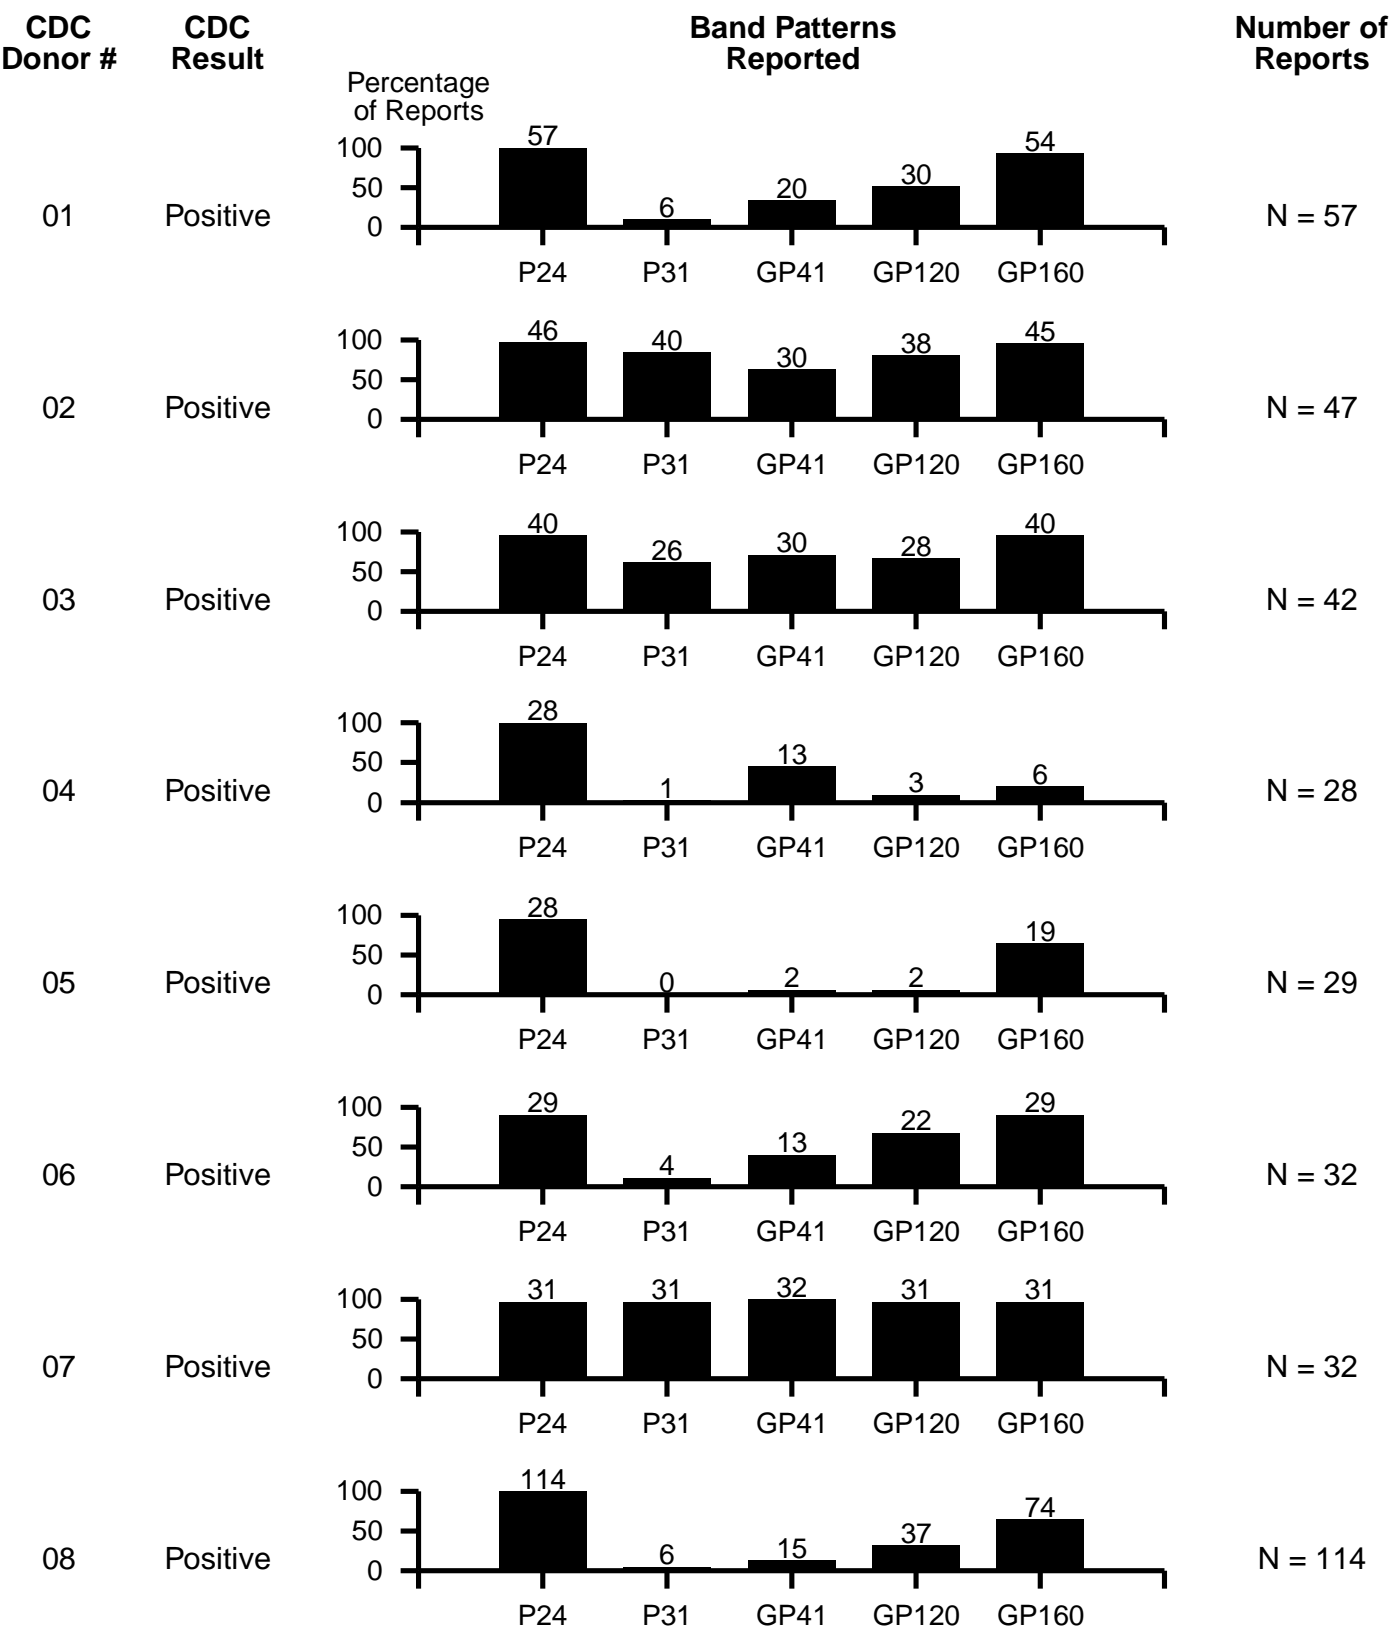 CDC CDC Band Patterns Number of
Donor # Result Reported Reports
Percentage
of Reports
57 6 20 30 54
100
50
0
01 Positive N = 57
P24 P31 GP41 GP120 GP160
46 40 30 38 45
100
50
0
02 Positive N = 47
P24 P31 GP41 GP120 GP160
40 26 30 28 40
100
50
0
03 Positive N = 42
P24 P31 GP41 GP120 GP160
28 1 13 3 6
100
50
0
04 Positive N = 28
P24 P31 GP41 GP120 GP160
28 0 2 2 19
100
50
0
05 Positive N = 29
P24 P31 GP41 GP120 GP160
29 4 13 22 29
100
50
0
06 Positive N = 32
P24 P31 GP41 GP120 GP160
31 31 32 31 31
100
50
0
07 Positive N = 32
P24 P31 GP41 GP120 GP160
114 6 15 37 74
100
50
0
08 Positive N = 114
P24 P31 GP41 GP120 GP160